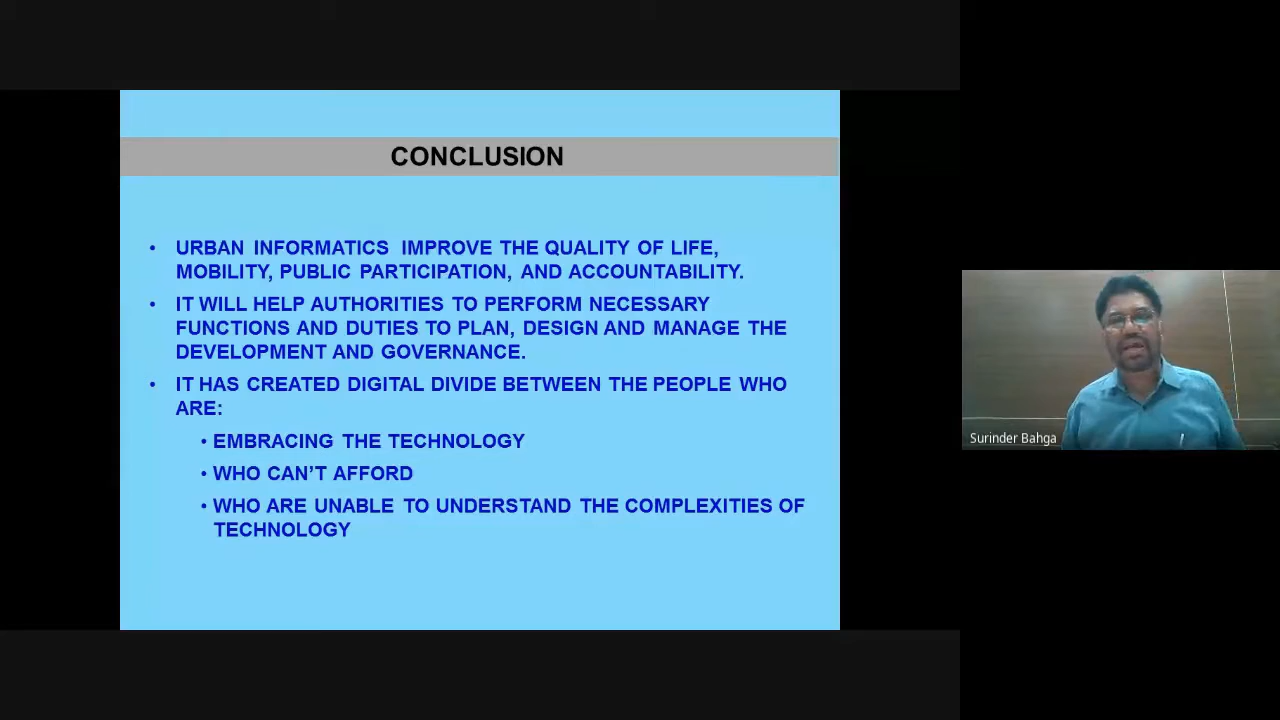 CONCLUSION
• URBAN INFORMATICS IMPROVE THE QUALITY OF LIFE,
MOBILITY, PUBLIC PARTICIPATION, AND ACCOUNTABILITY.
• IT WILL HELP AUTHORITIES TO PERFORM NECESSARY
FUNCTIONS AND DUTIES TO PLAN, DESIGN AND MANAGE THE
DEVELOPMENT AND GOVERNANCE.
• IT HAS CREATED DIGITAL DIVIDE BETWEEN THE PEOPLE WHO
ARE:
• EMBRACING THE TECHNOLOGY
• WHO CAN’T AFFORD
• WHO ARE UNABLE TO UNDERSTAND THE COMPLEXITIES OF
TECHNOLOGY
Surinder Bahga